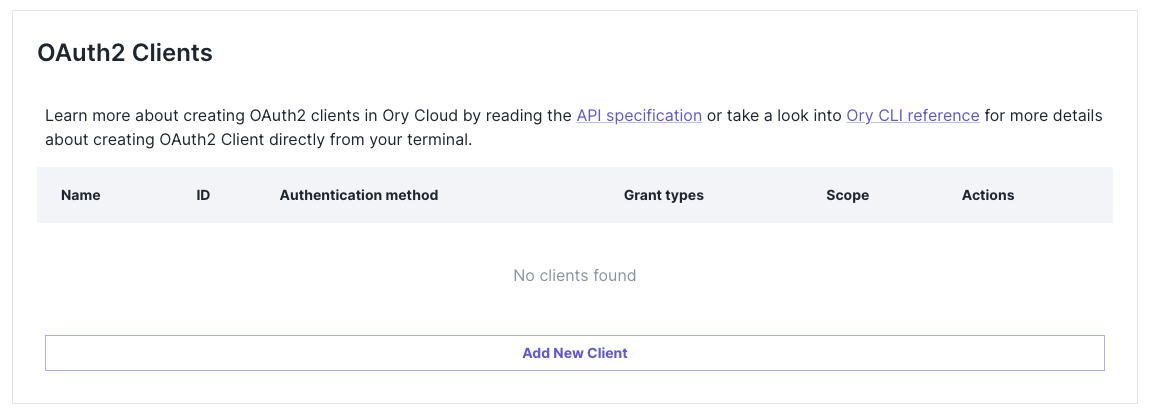 OAuth2 Clients
Learn more about creating OAuth2 clients in Ory Cloud by reading the API specification or take a look into Ory CLI reference for more details
about creating OAuth2 Client directly from your terminal.
Name ID Authentication method Grant types Scope Actions
No clients found
Add New Client